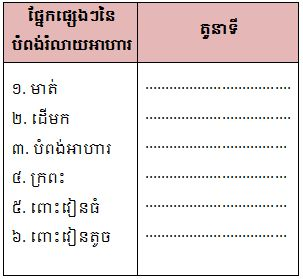 ផ្នែកផ្សេងៗនៃ
បំពង់រំលាយអាហារ
តួនាទី
១. មាត់ ......................................
២. ដើមក ......................................
៣. បំពង់អាហារ ......................................
៤. ក្រពះ ......................................
៥. ពោះវៀនធំ ......................................
៦. ពោះវៀនតូច ......................................